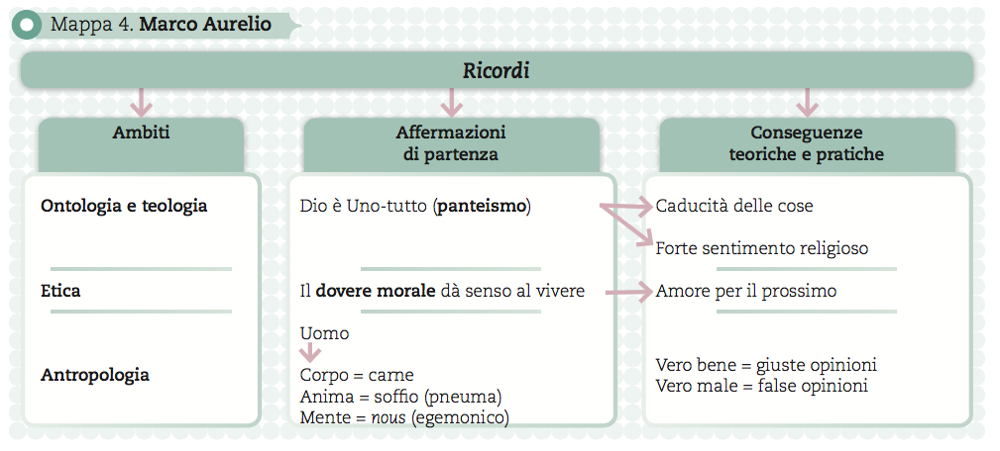 Mappa 4. Marco Aurelio
Ricordi
Ambiti
Affermazioni
di partenza
Conseguenze
teoriche e pratiche
Ontologia e teologia
Dio è Uno-tutto (panteismo)
Caducità delle cose
Forte sentimento religioso
Etica
Il dovere morale dà senso al vivere
Amore per il prossimo
Antropologia
Uomo
Corpo = carne
Anima = soffio (pneuma)
Mente = nous (egemonico)
Vero bene = giuste opinioni
Vero male = false opinioni